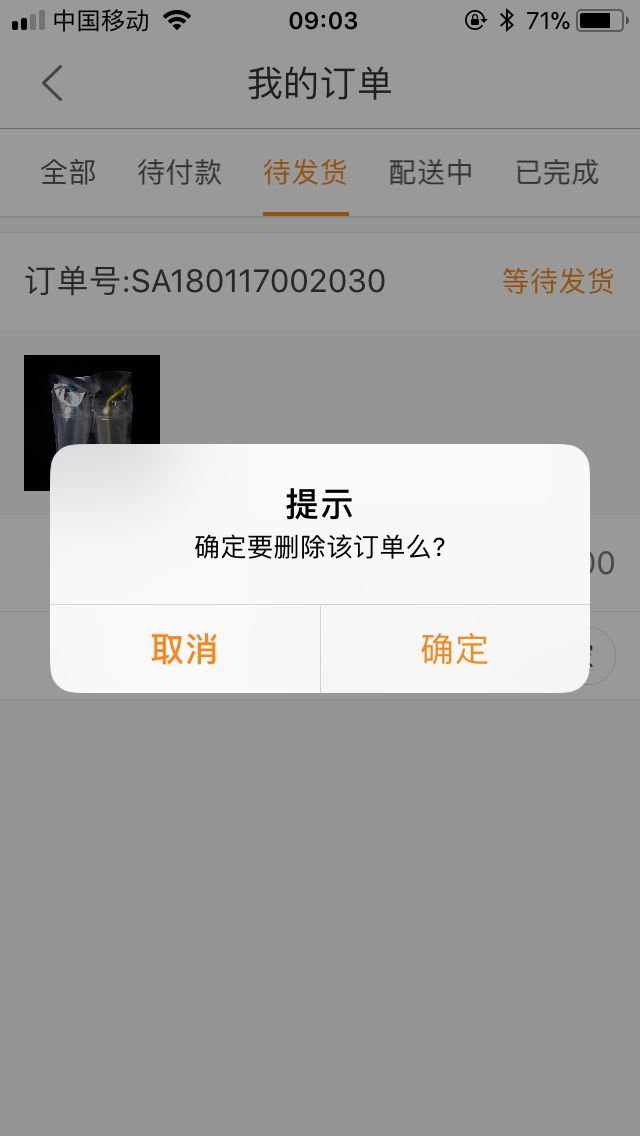 中国移动 09:03 71%
我的订单
全部 待付款 待发货 配送中 已完成
订单号:SA180117002030 等待发货
提示
确定要删除该订单么?
00
取消 确定